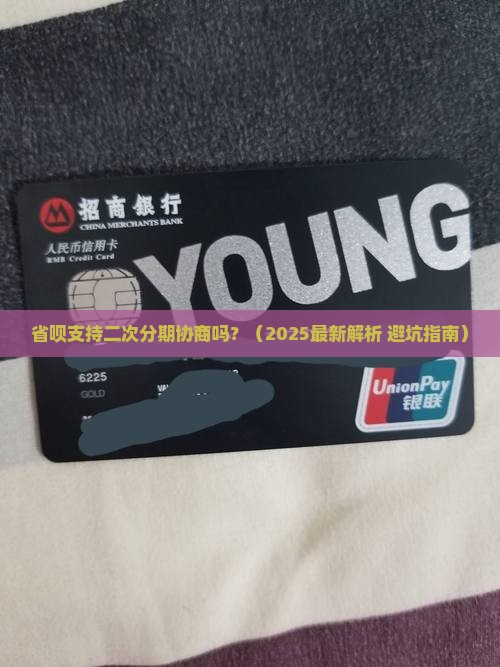 招商银行
CHINA MERCHANTS BANK
人民币信用卡
RMB Credit Card
YOUNG
省呗支持二次分期协商吗？（2025最新解析 避坑指南）
6225
GOLD
UnionPay
银联